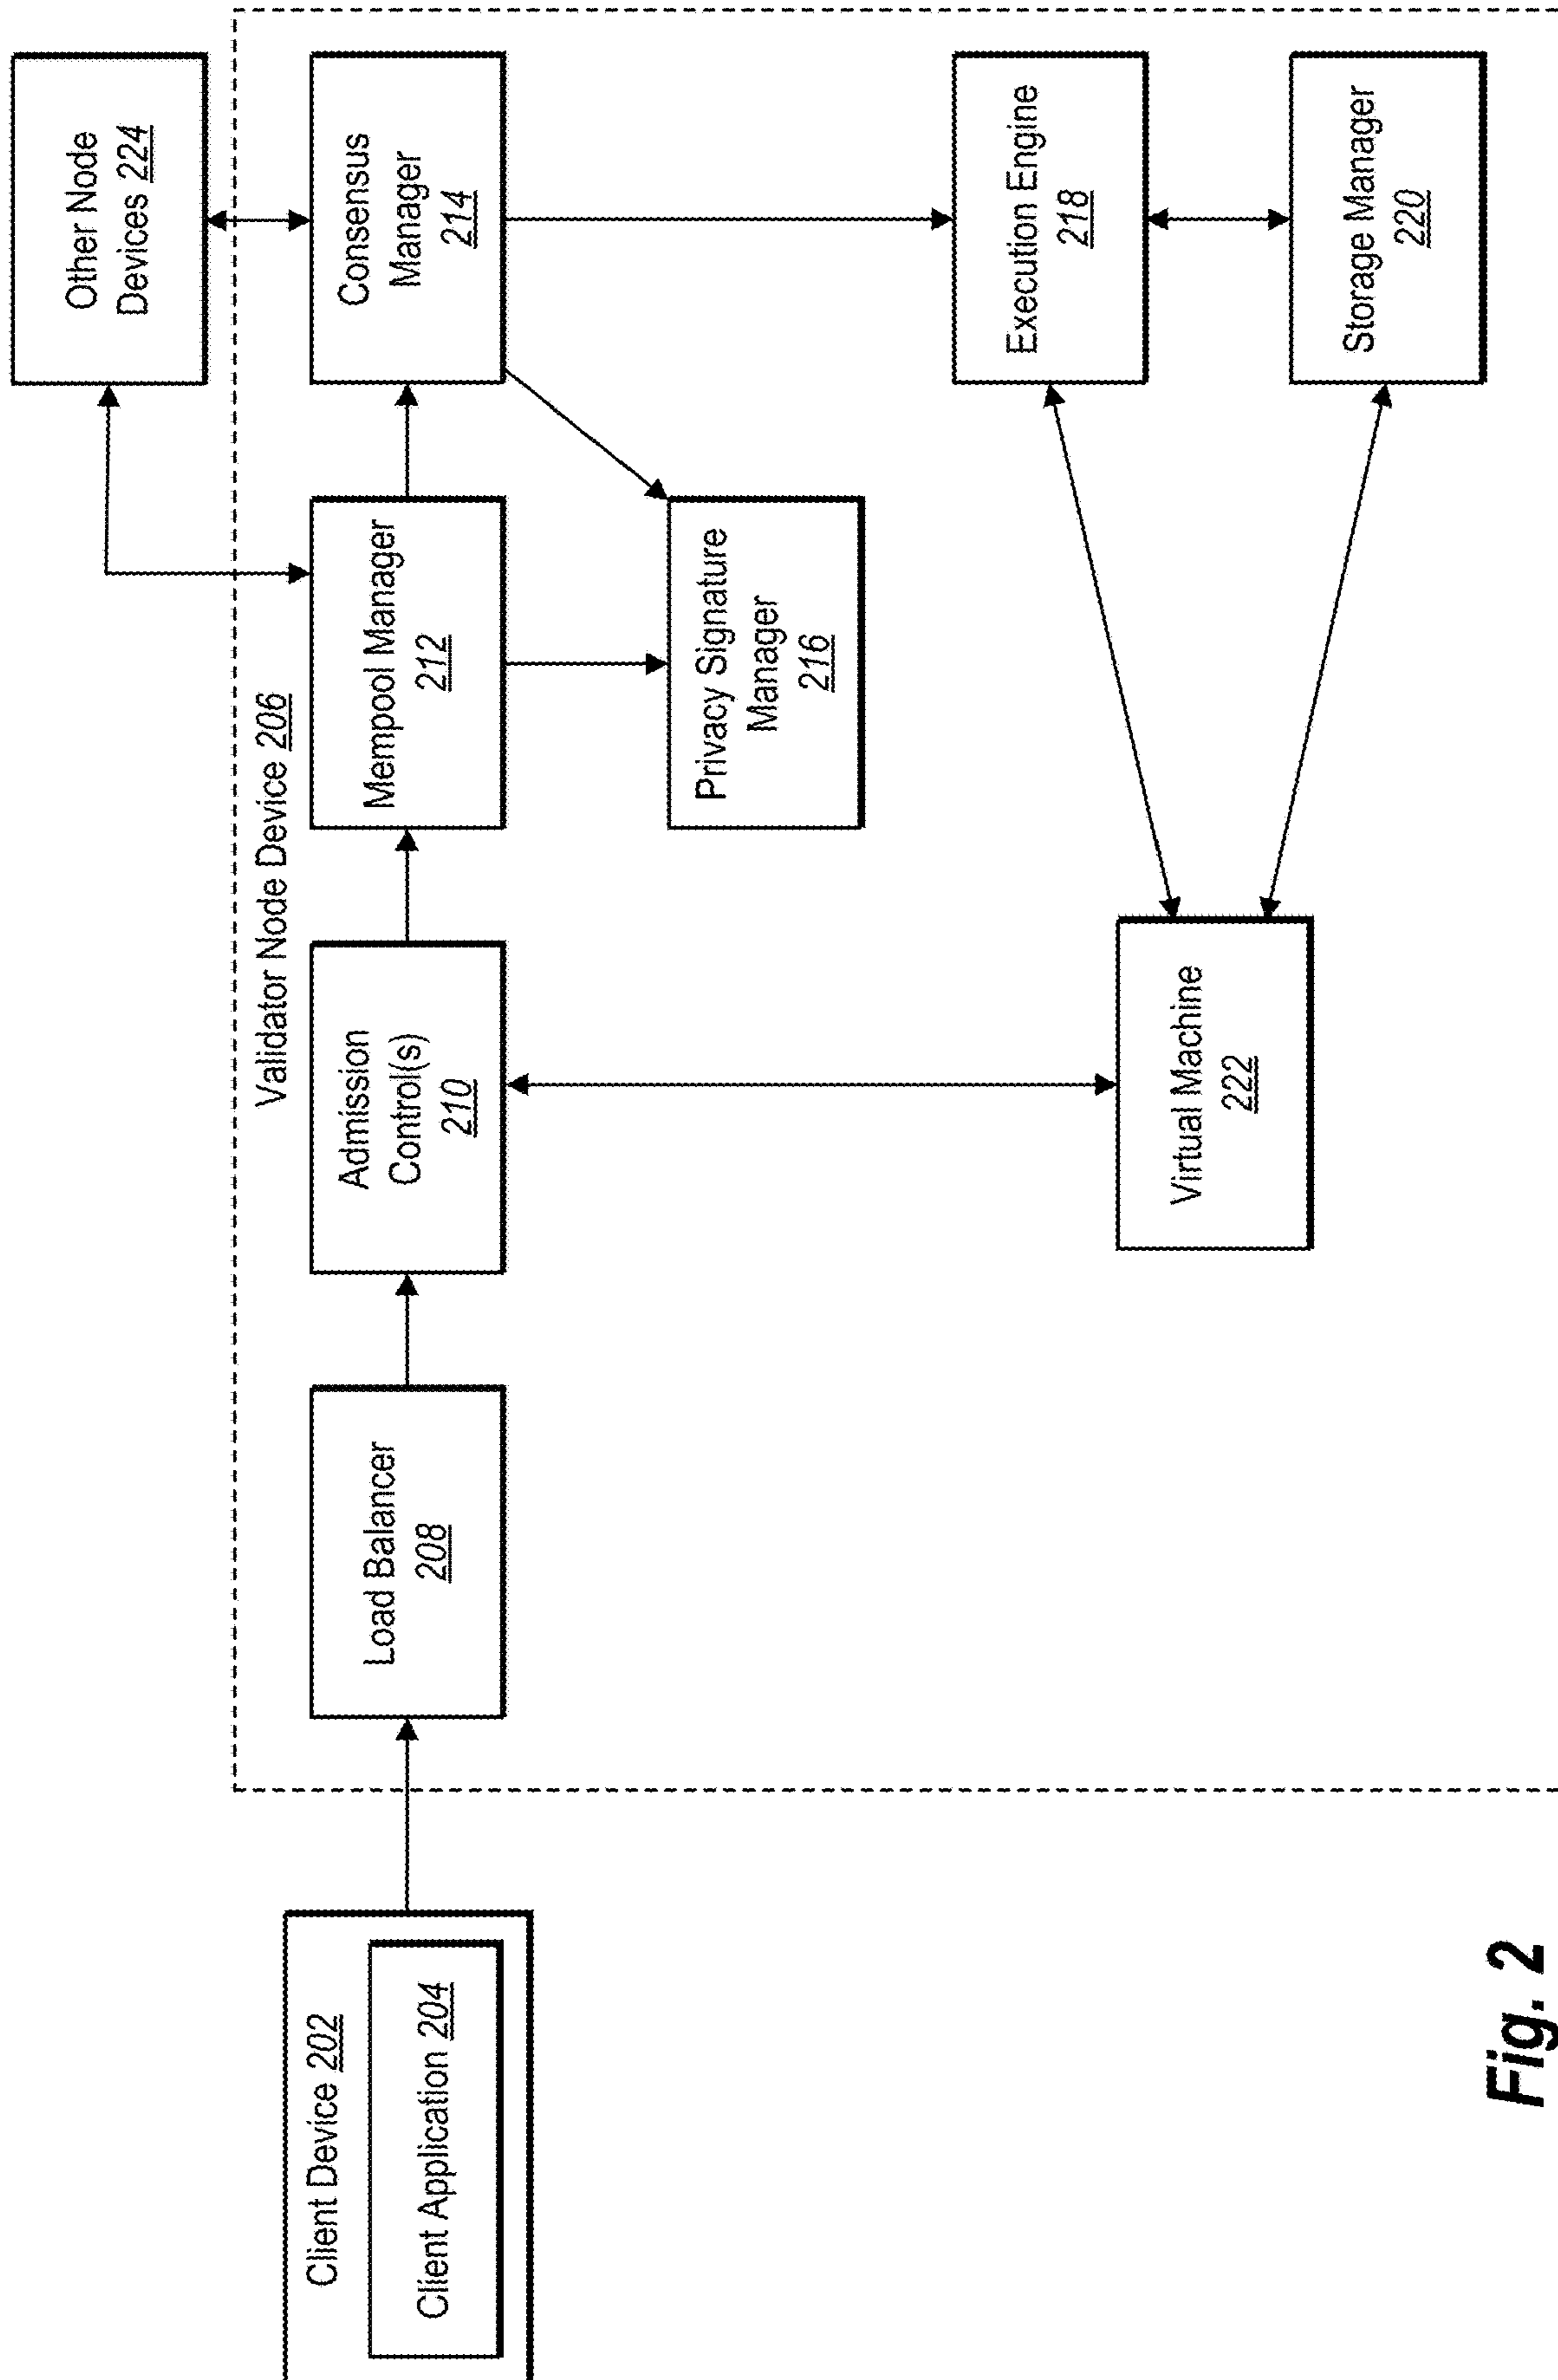 Other Node
Devices 224
Validator Node Device 206
Client Device 202
Client Application 204
Load Balancer
208
Admission
Control(s)
210
Mempool Manager
212
Consensus
Manager
214
Privacy Signature
Manager
216
Virtual Machine
222
Execution Engine
218
Storage Manager
220
Fig. 2